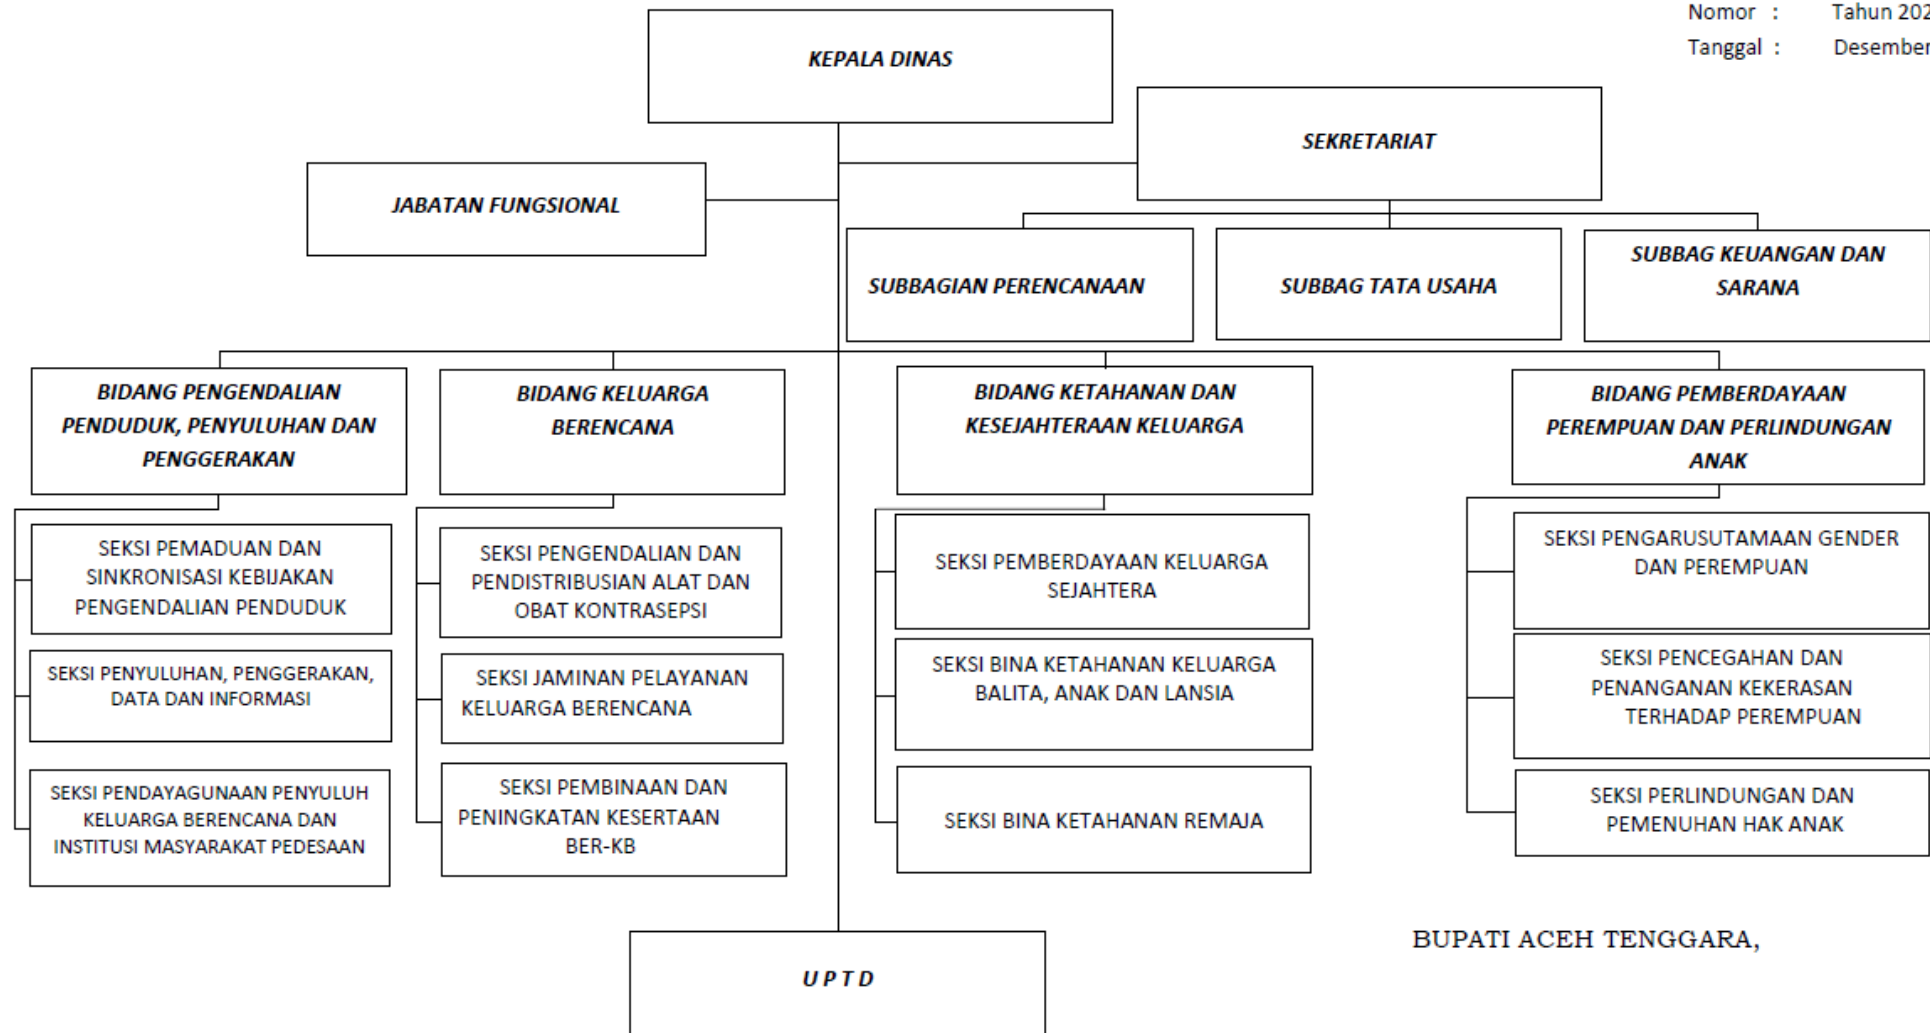 Nomor : Tahun 202
Tanggal : Desember
KEPALA DINAS
SEKRETARIAT
JABATAN FUNGSIONAL
SUBBAGIAN PERENCANAAN
SUBBAG TATA USAHA
SUBBAG KEUANGAN DAN
SARANA
BIDANG PENGENDALIAN
PENDUDUK, PENYULUHAN DAN
PENGGERAKAN
SEKSI PEMADUAN DAN
SINKRONISASI KEBIJAKAN
PENGENDALIAN PENDUDUK
SEKSI PENYULUHAN, PENGGERAKAN,
DATA DAN INFORMASI
SEKSI PENDAYAGUNAAN PENYULUH
KELUARGA BERENCANA DAN
INSTITUSI MASYARAKAT PEDESAAN
BIDANG KELUARGA
BERENCANA
SEKSI PENGENDALIAN DAN
PENDISTRIBUSIAN ALAT DAN
OBAT KONTRASEPSI
SEKSI JAMINAN PELAYANAN
KELUARGA BERENCANA
SEKSI PEMBINAAN DAN
PENINGKATAN KESERTAAN
BER-KB
BIDANG KETAHANAN DAN
KESEJAHTERAAN KELUARGA
SEKSI PEMBERDAYAAN KELUARGA
SEJAHTERA
SEKSI BINA KETAHANAN KELUARGA
BALITA, ANAK DAN LANSIA
SEKSI BINA KETAHANAN REMAJA
BIDANG PEMBERDAYAAN
PEREMPUAN DAN PERLINDUNGAN
ANAK
SEKSI PENGARUSUTAMAAN GENDER
DAN PEREMPUAN
SEKSI PENCEGAHAN DAN
PENANGANAN KEKERASAN
TERHADAP PEREMPUAN
SEKSI PERLINDUNGAN DAN
PEMENUHAN HAK ANAK
U P T D
BUPATI ACEH TENGGARA,